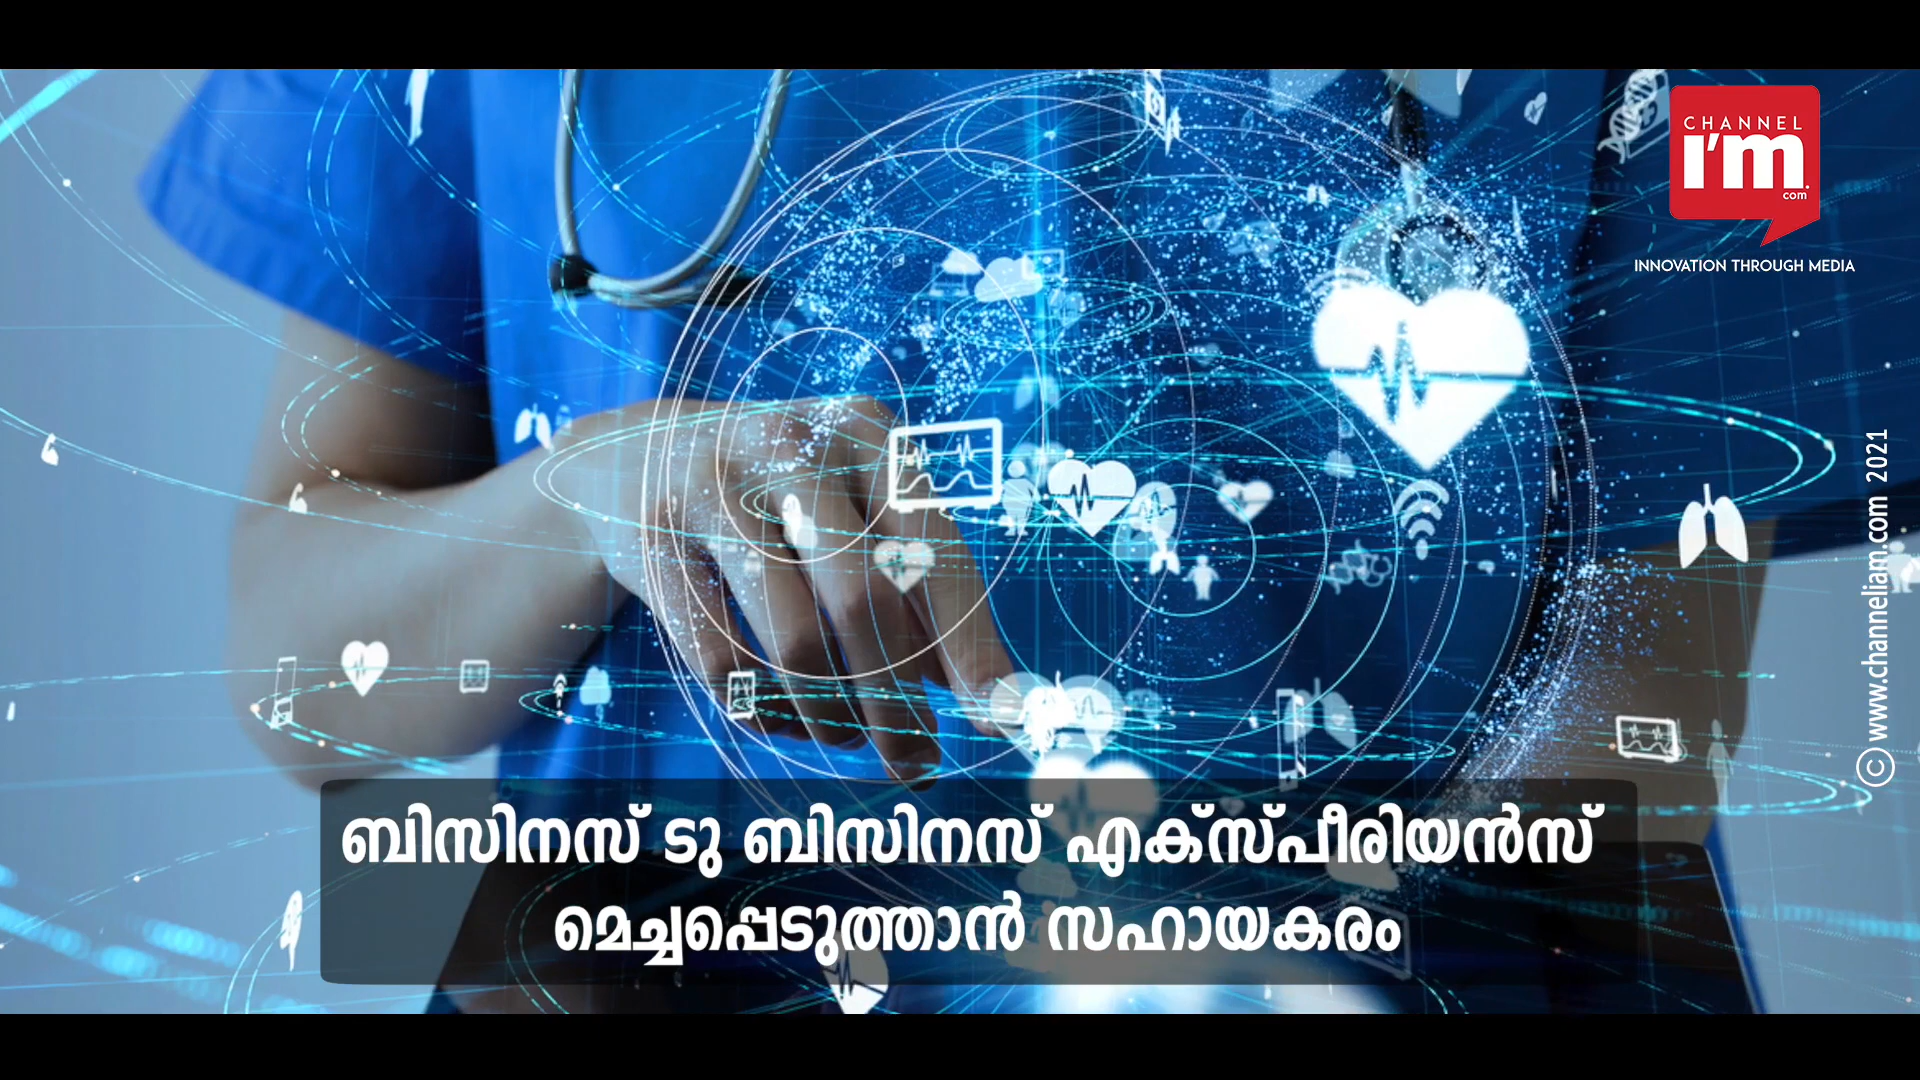 CHANNEL
I'm
.com
INNOVATION THROUGH MEDIA
© www.channeliam.com 2021
ബിസിനസ് ടു ബിസിനസ് എക്സ്പീരിയൻസ്
മെച്ചപ്പെടുത്താൻ സഹായകരം